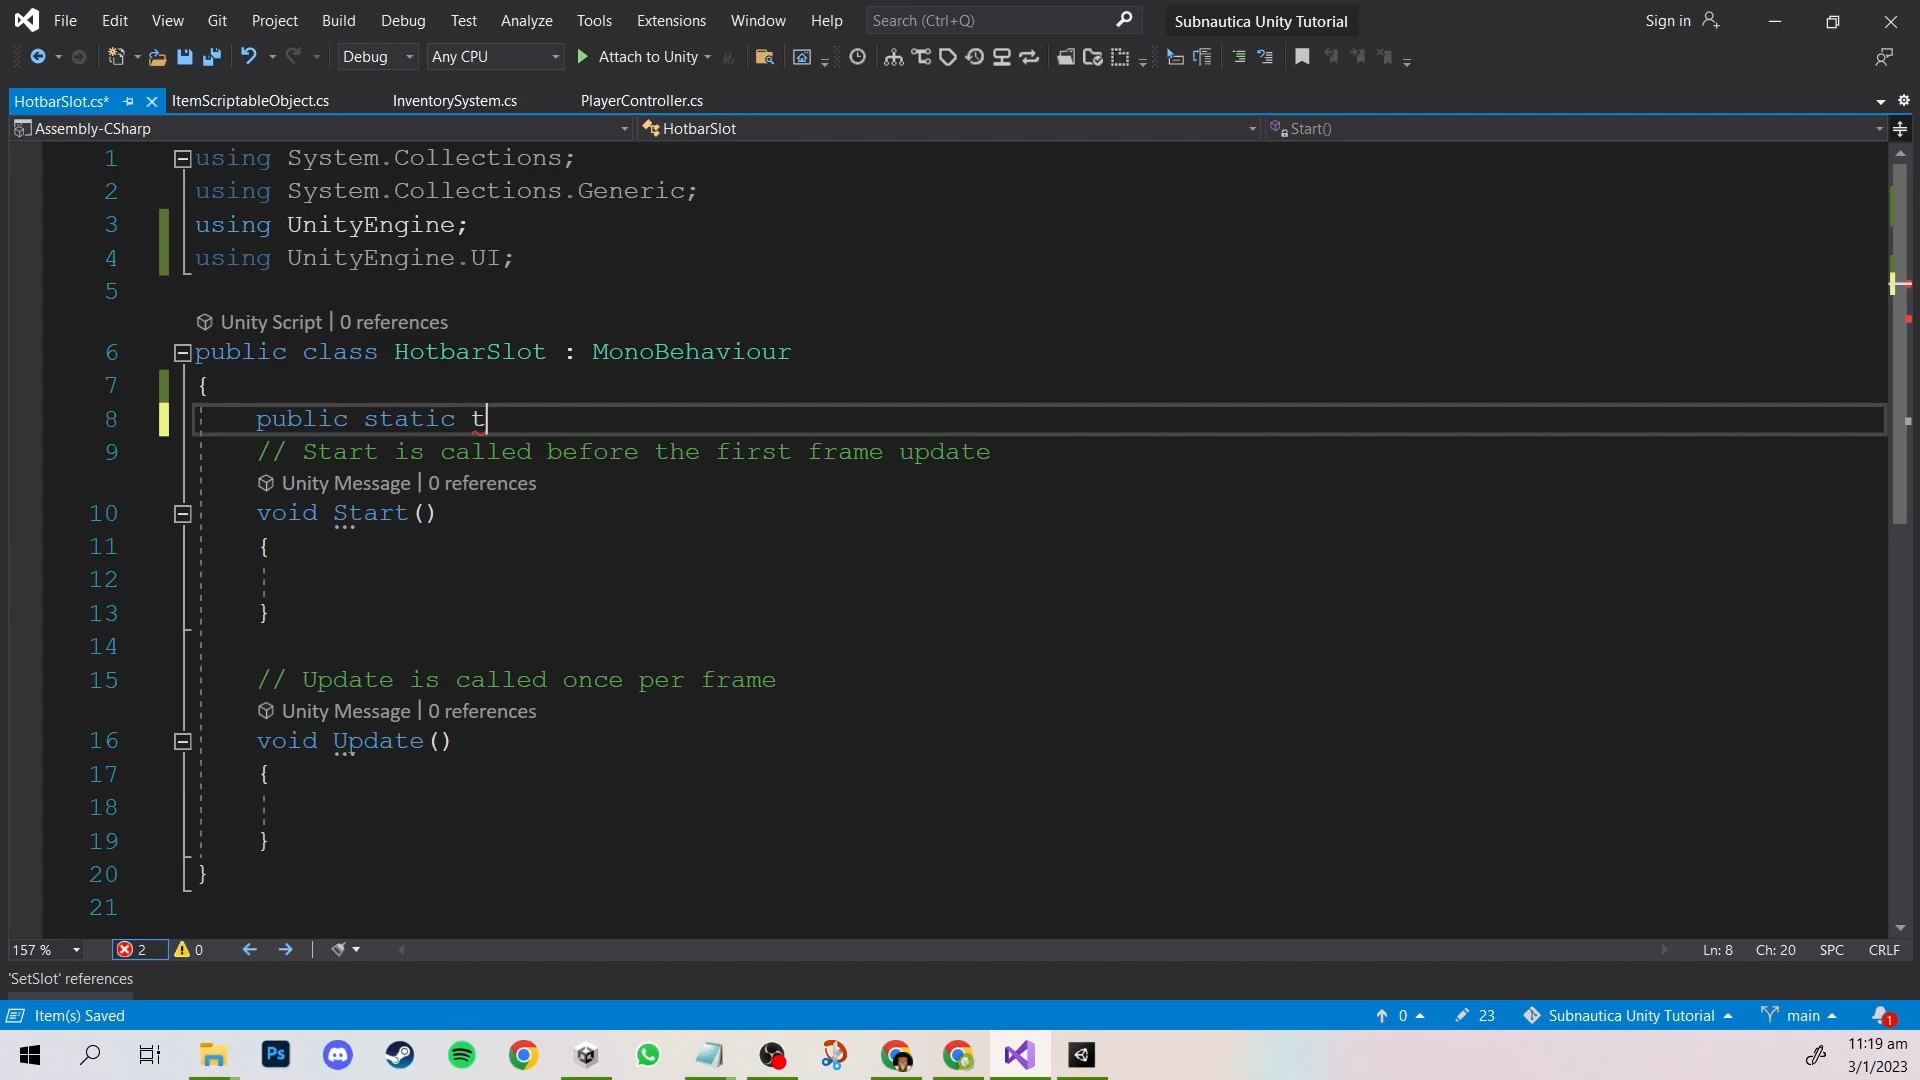 File Edit View Git Project Build Debug Test Analyze Tools Extensions Window Help Search (Ctrl+Q) Subnautica Unity Tutorial Sign in
Debug Any CPU Attach to Unity
HotbarSlot.cs* ItemScriptableObject.cs InventorySystem.cs PlayerController.cs
Assembly-CSharp HotbarSlot Start()
1 using System.Collections;
2 using System.Collections.Generic;
3 using UnityEngine;
4 using UnityEngine.UI;
5
Unity Script | 0 references
6 public class HotbarSlot : MonoBehaviour
7 {
8 public static t
9 // Start is called before the first frame update
Unity Message | 0 references
10 void Start()
11 {
12
13 }
14
15 // Update is called once per frame
Unity Message | 0 references
16 void Update()
17 {
18
19 }
20 }
21
157 % 2 0 Ln: 8 Ch: 20 SPC CRLF
'SetSlot' references
Item(s) Saved 0 23 Subnautica Unity Tutorial main 1
Ps 11:19 am
3/1/2023